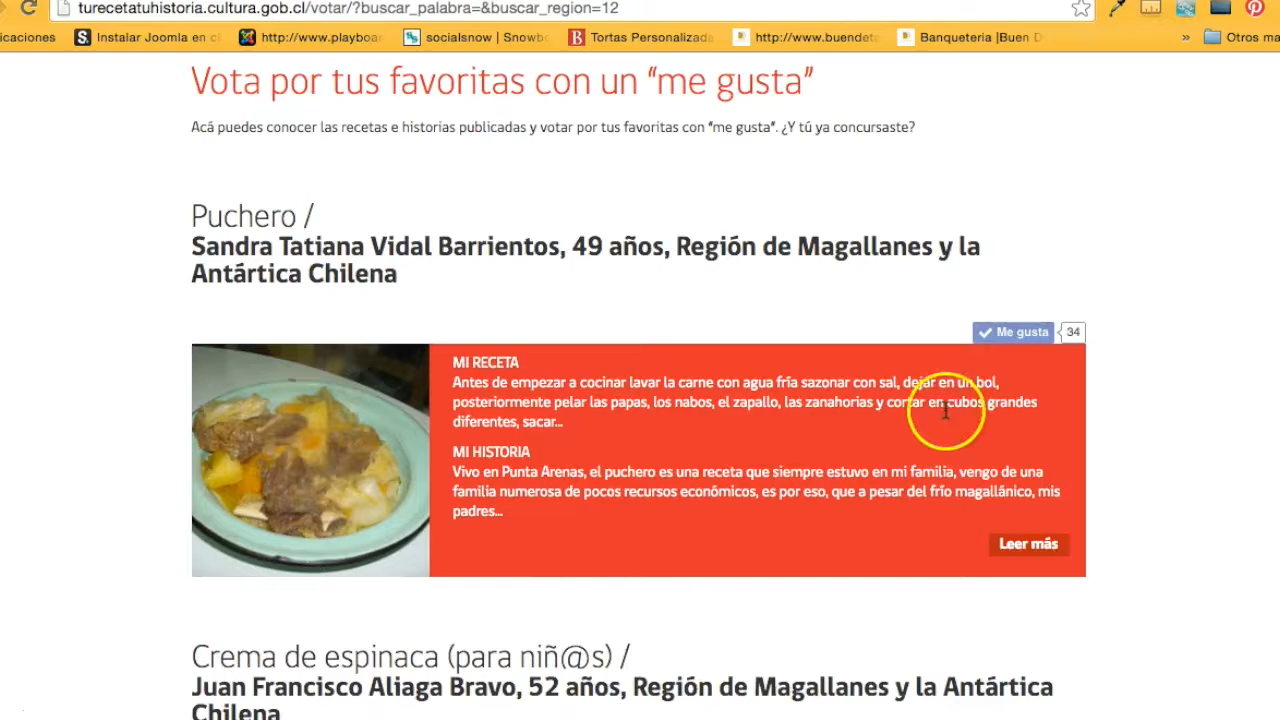 turecetatuhistoria.cultura.gob.cl/votar/?buscar_palabra=&buscar_region=12
icaciones S. Instalar Joomla en c http://www.playboa socialsnow | Snowb B Tortas Personalizada http://www.buendeta Banqueteria |Buen D » Otros ma
Vota por tus favoritas con un “me gusta”
Acá puedes conocer las recetas e historias publicadas y votar por tus favoritas con "me gusta". ¿Y tú ya concursaste?
Puchero /
Sandra Tatiana Vidal Barrientos, 49 años, Región de Magallanes y la
Antártica Chilena
Me gusta 34
MI RECETA
Antes de empezar a cocinar lavar la carne con agua fría sazonar con sal, dejar en un bol,
posteriormente pelar las papas, los nabos, el zapallo, las zanahorias y cortar en cubos grandes
diferentes, sacar...
MI HISTORIA
Vivo en Punta Arenas, el puchero es una receta que siempre estuvo en mi familia, vengo de una
familia numerosa de pocos recursos económicos, es por eso, que a pesar del frío magallánico, mis
padres...
Leer más
Crema de espinaca (para niñ@s) /
Juan Francisco Aliaga Bravo, 52 años, Región de Magallanes y la Antártica
Chilena